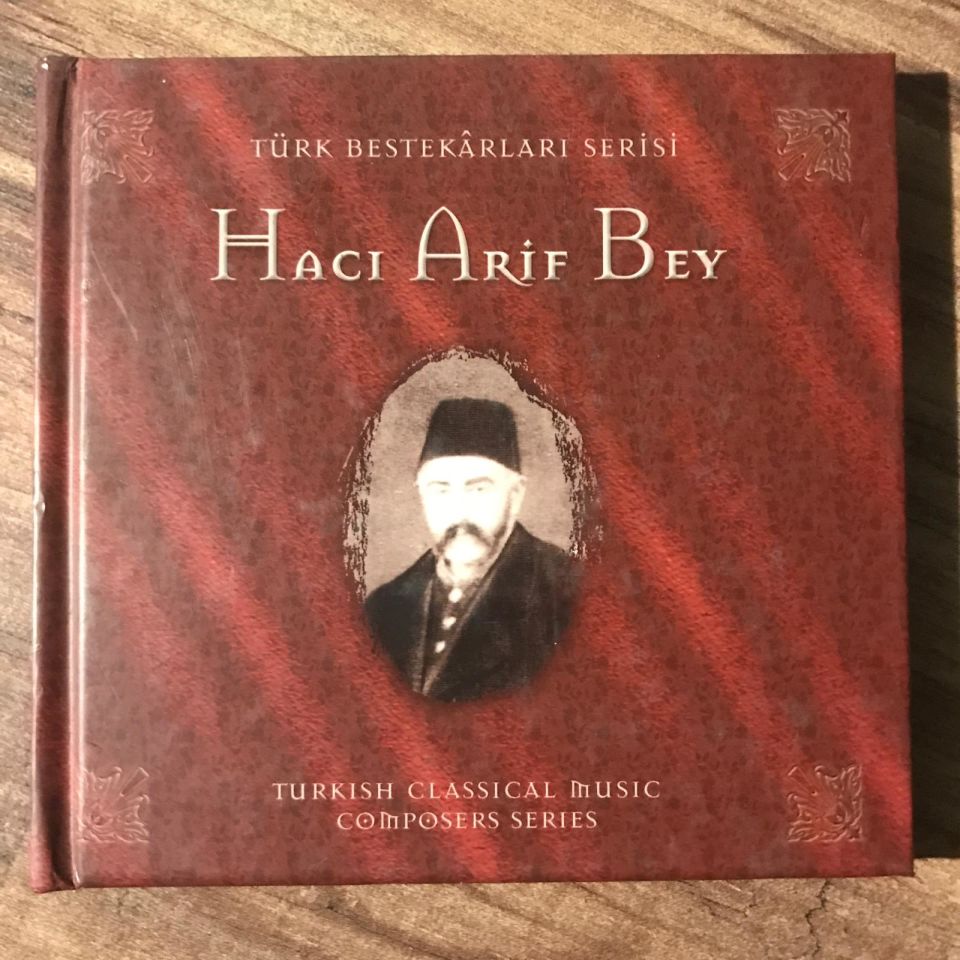 TÜRK BESTEKÂRLARI SERİSİ
HACI ARİF BEY
TURKISH CLASSICAL MUSIC
COMPOSERS SERIES